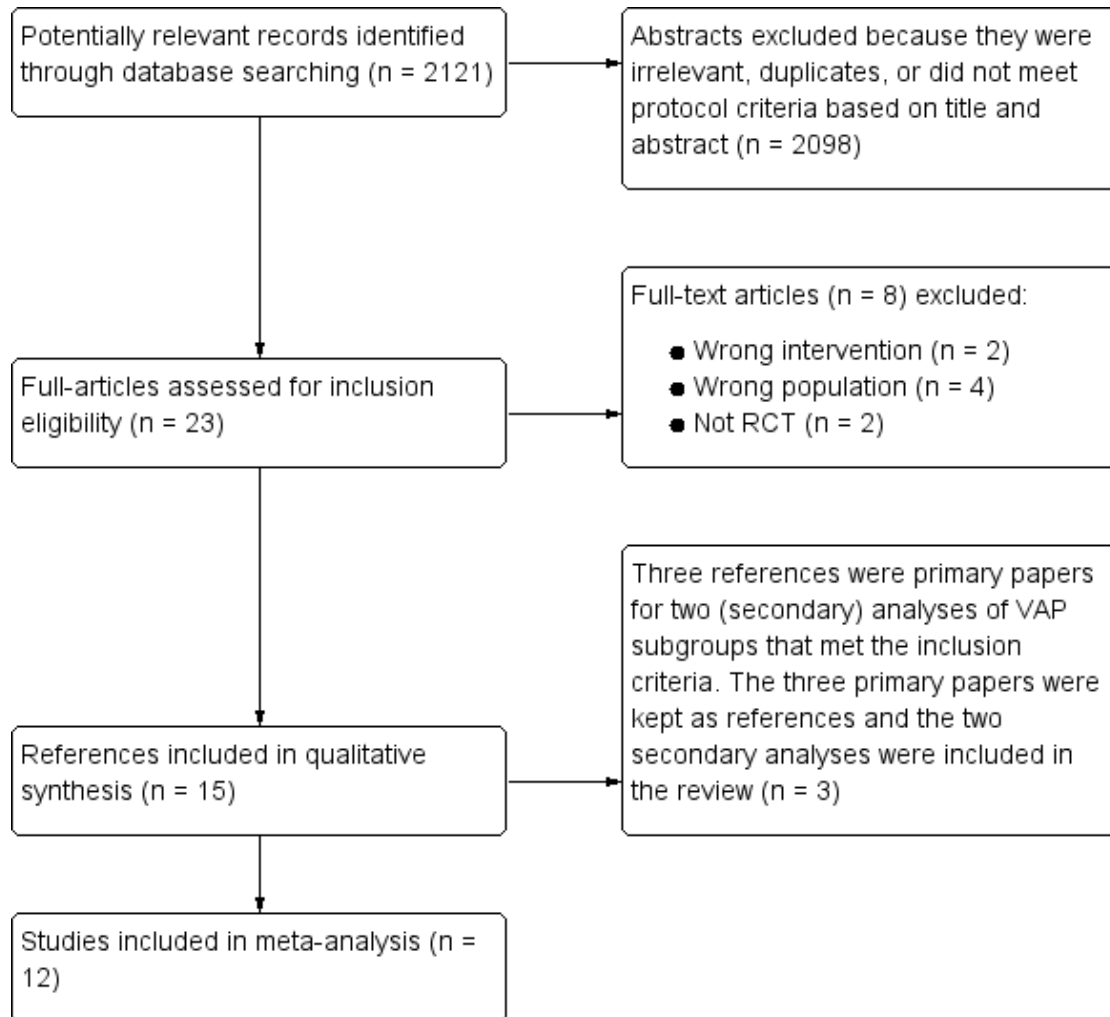 Potentially relevant records identified
through database searching (n = 2121)
Abstracts excluded because they were
irrelevant, duplicates, or did not meet
protocol criteria based on title and
abstract (n = 2098)
Full-text articles (n = 8) excluded:
● Wrong intervention (n = 2)
● Wrong population (n = 4)
● Not RCT (n = 2)
Full-articles assessed for inclusion
eligibility (n = 23)
Three references were primary papers
for two (secondary) analyses of VAP
subgroups that met the inclusion
criteria. The three primary papers were
kept as references and the two
secondary analyses were included in
the review (n = 3)
References included in qualitative
synthesis (n = 15)
Studies included in meta-analysis (n =
12)